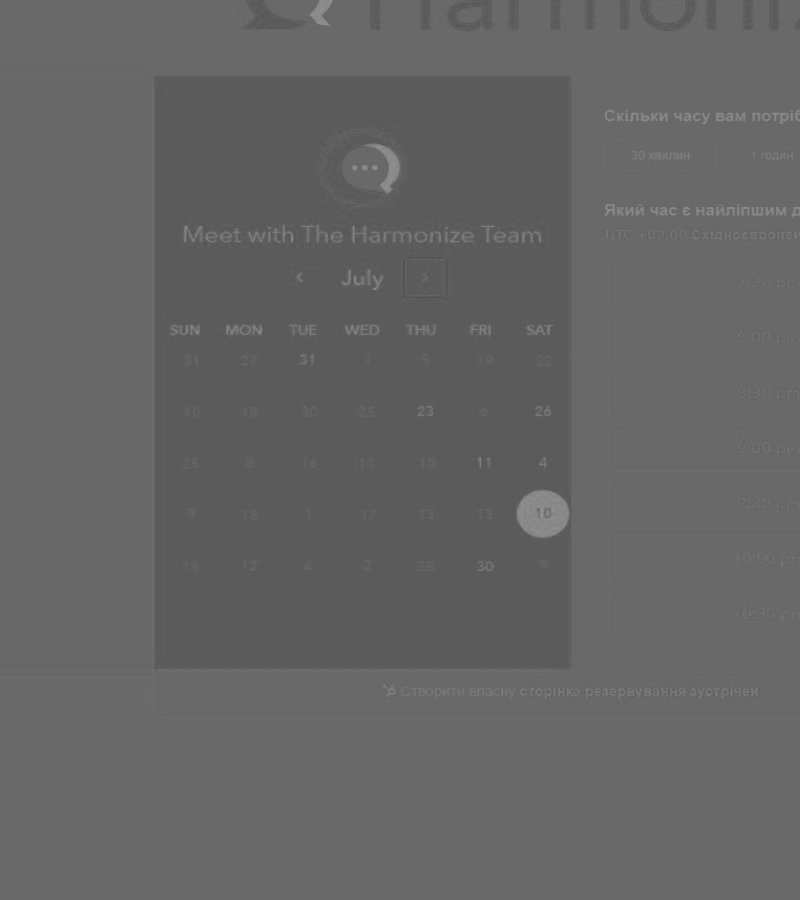 Harmoniz
Meet with The Harmonize Team
July
SUN MON TUE WED THU FRI SAT
31 27 31 3 5 19 22
10 18 30 25 23 6 26
25 8 16 11 10 11 4
9 18 1 17 13 13 10
19 12 4 2 28 30 9
Скільки часу вам потріб
30 хвилин 1 годин
Який час є найліпшим д
UTC +03:00 Східноєвропей
7:30 pm
8:00 pm
8:30 pm
9:00 pm
9:30 pm
10:00 pm
10:30 pm
Створити власну сторінка резервування зустрічей